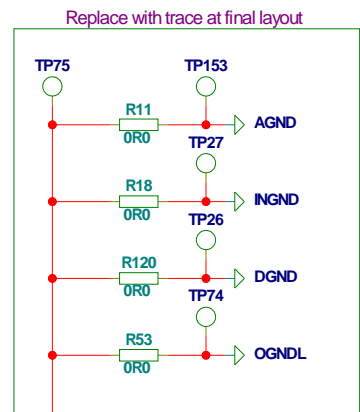 Replace with trace at final layout
TP75
TP153
R11
0R0
AGND
TP27
R18
0R0
INGND
TP26
R120
0R0
DGND
TP74
R53
0R0
OGNDL